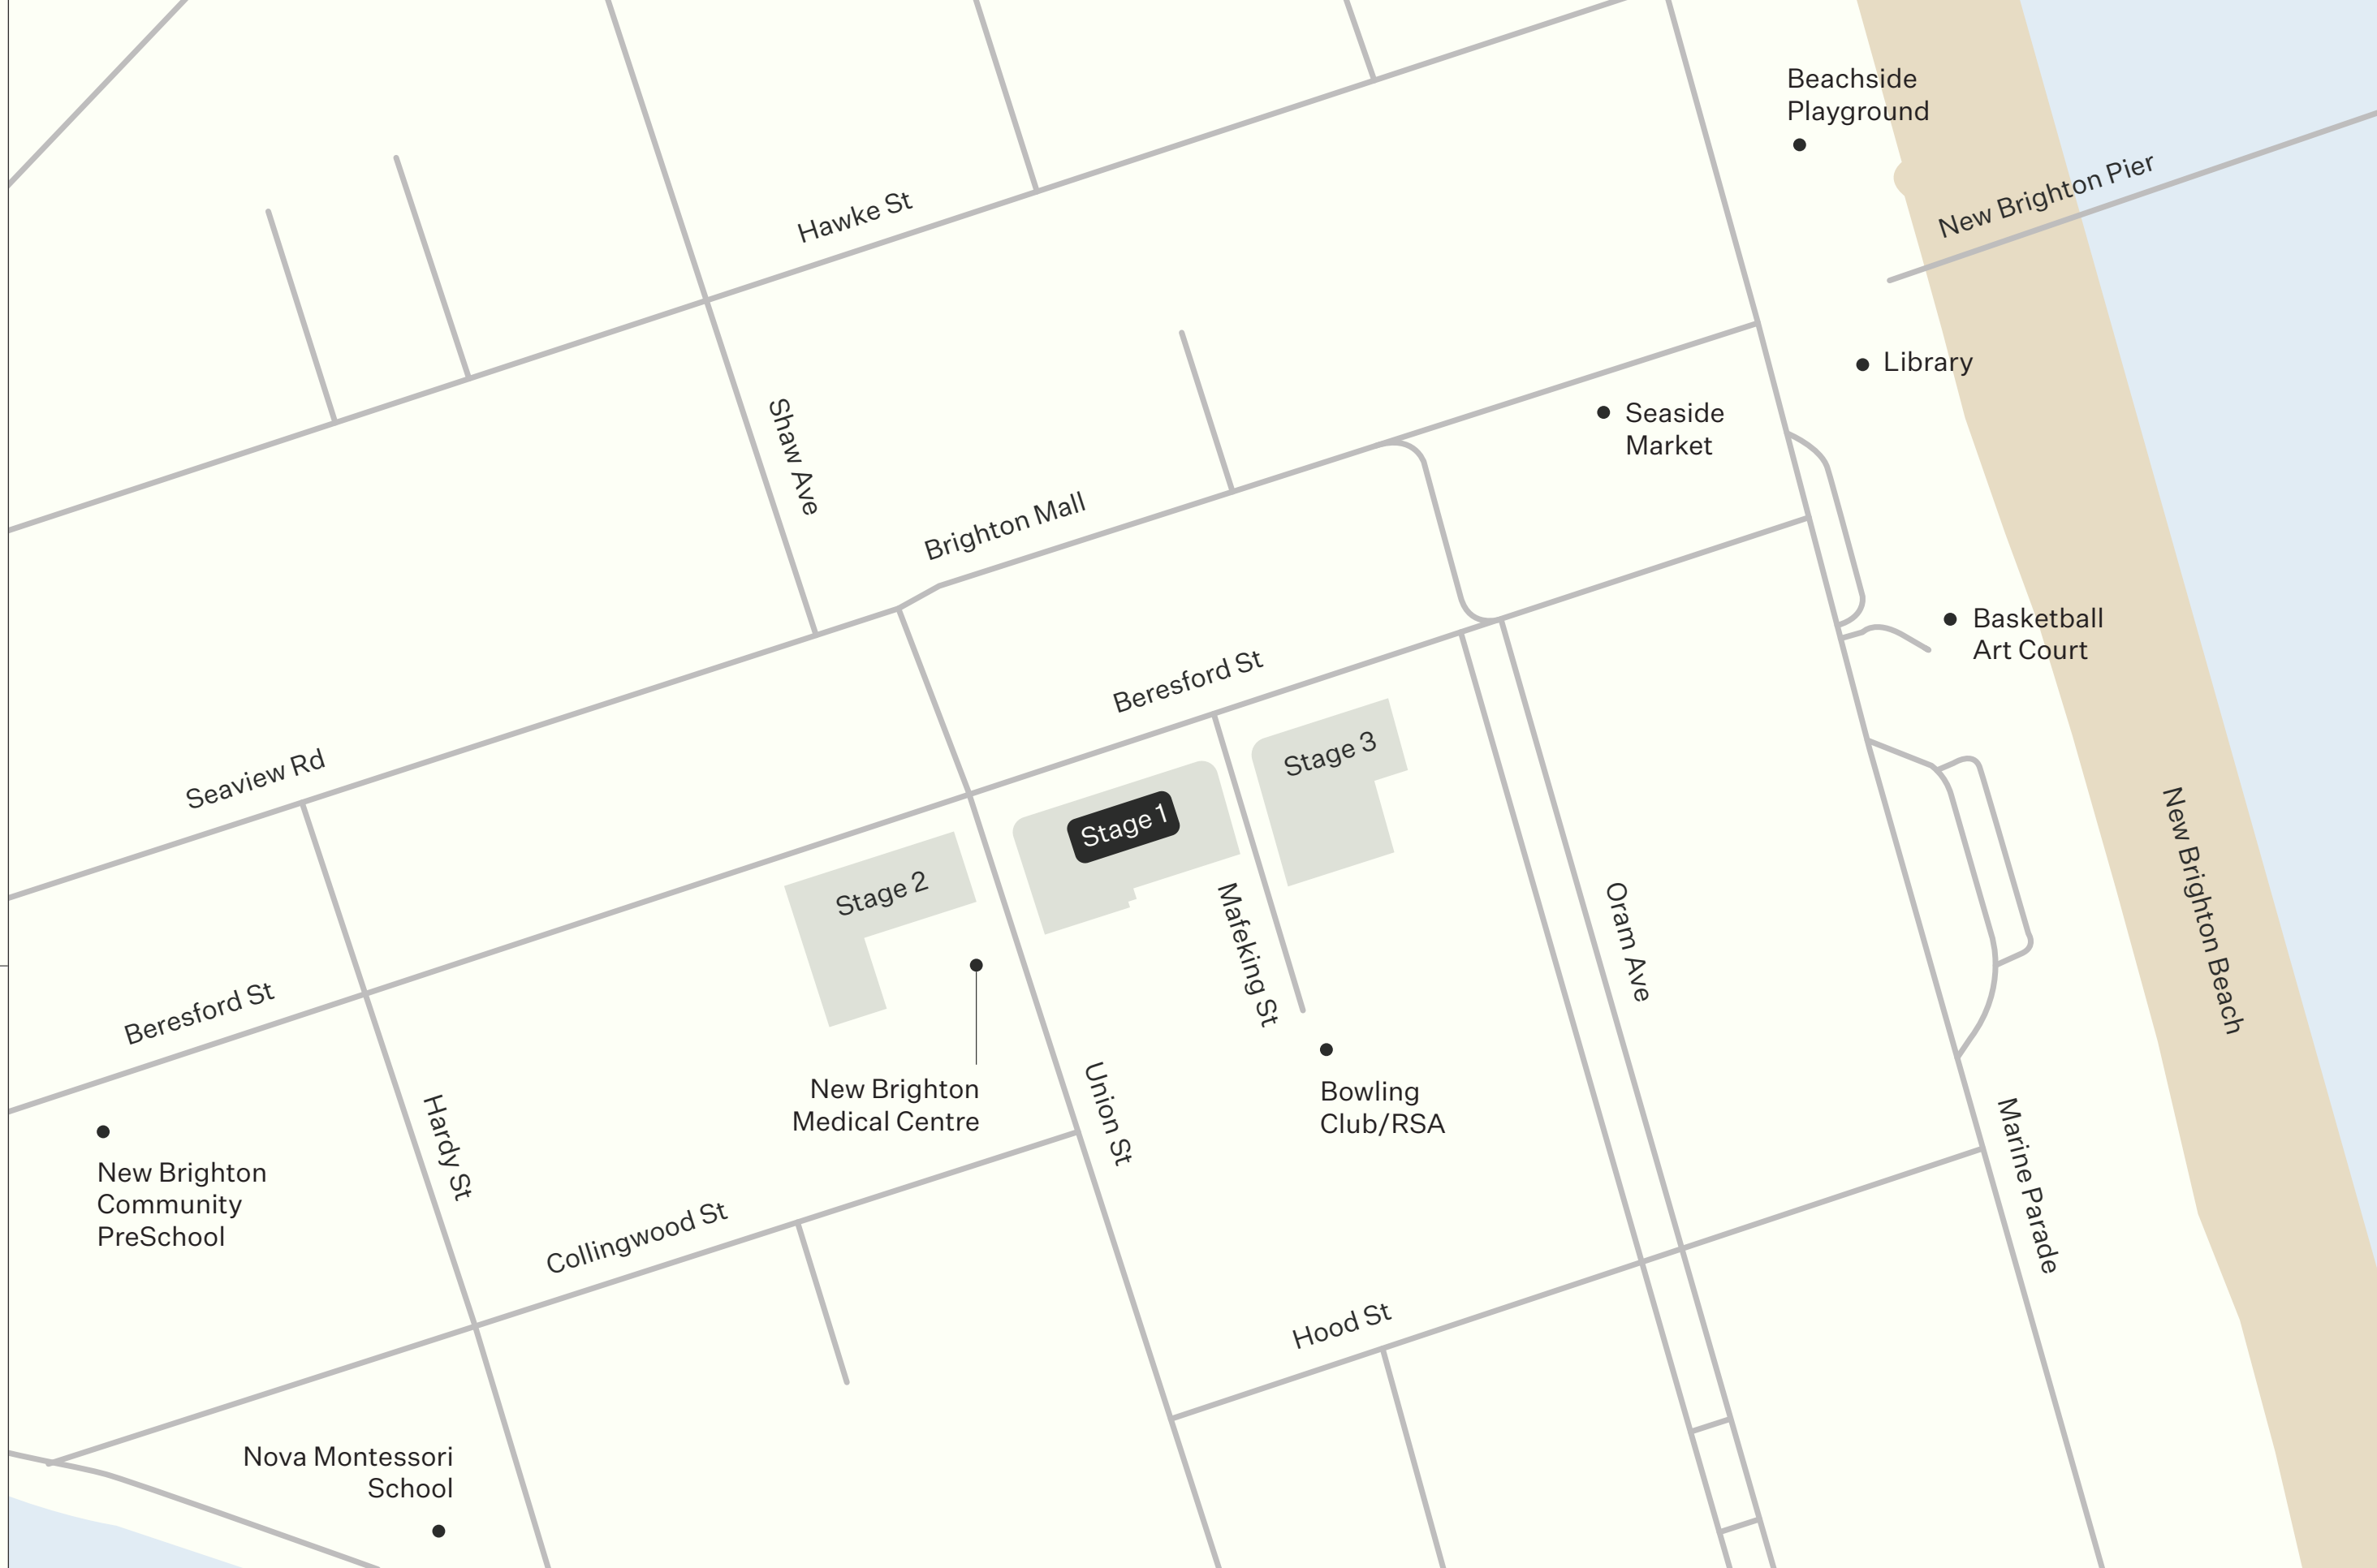 Beachside
Playground
New Brighton Pier
Hawke St
Library
Seaside
Market
Shaw Ave
Brighton Mall
Basketball
Art Court
Beresford St
Seaview Rd
Stage 3
Stage 1
Stage 2
New Brighton Beach
Mafeking St
Oram Ave
Beresford St
New Brighton
Medical Centre
Bowling
Club/RSA
Union St
Hardy St
Marine Parade
New Brighton
Community
PreSchool
Collingwood St
Hood St
Nova Montessori
School